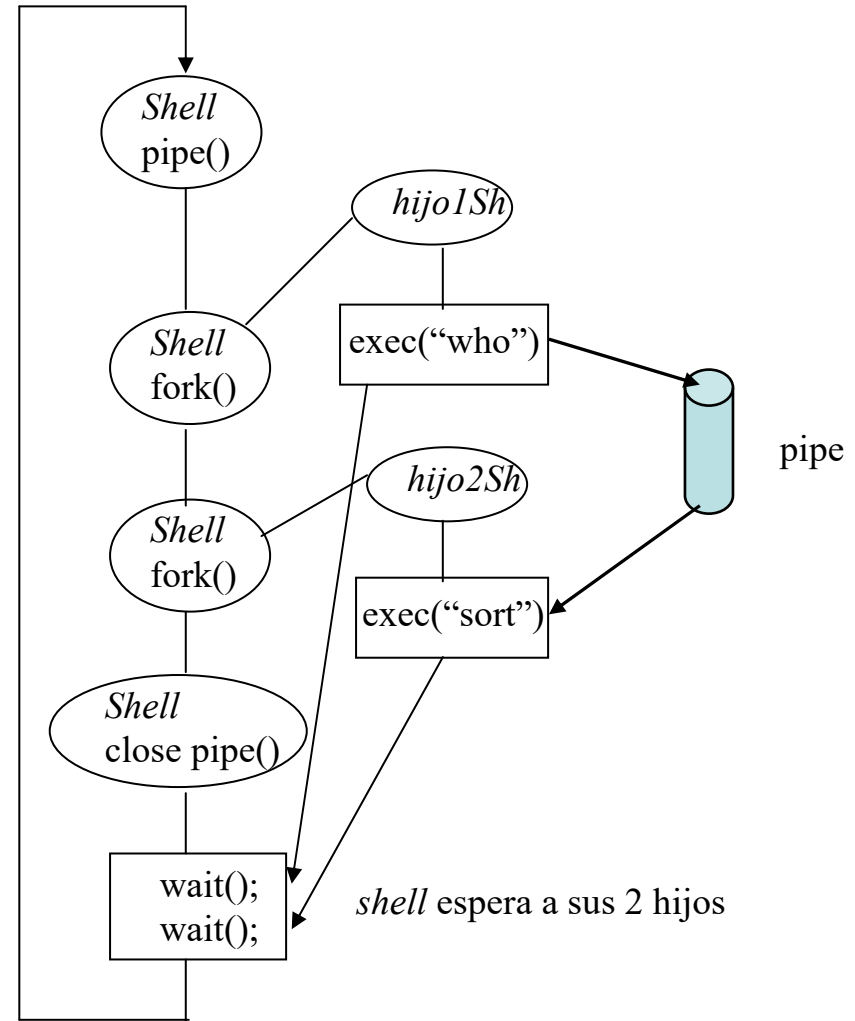 Shell
pipe()
hijo1Sh
Shell
fork()
exec(“who”)
pipe
hijo2Sh
Shell
fork()
exec(“sort”)
Shell
close pipe()
wait();
wait();
shell espera a sus 2 hijos